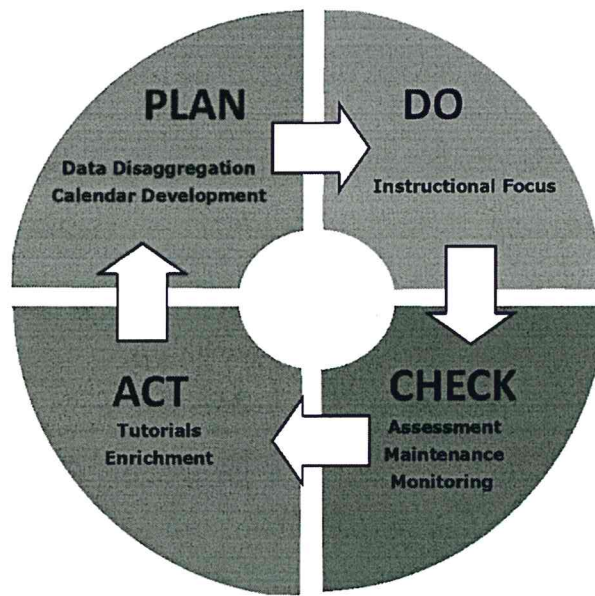 PLAN
Data Disaggregation
Calendar Development
DO
Instructional Focus
CHECK
Assessment
Maintenance
Monitoring
ACT
Tutorials
Enrichment